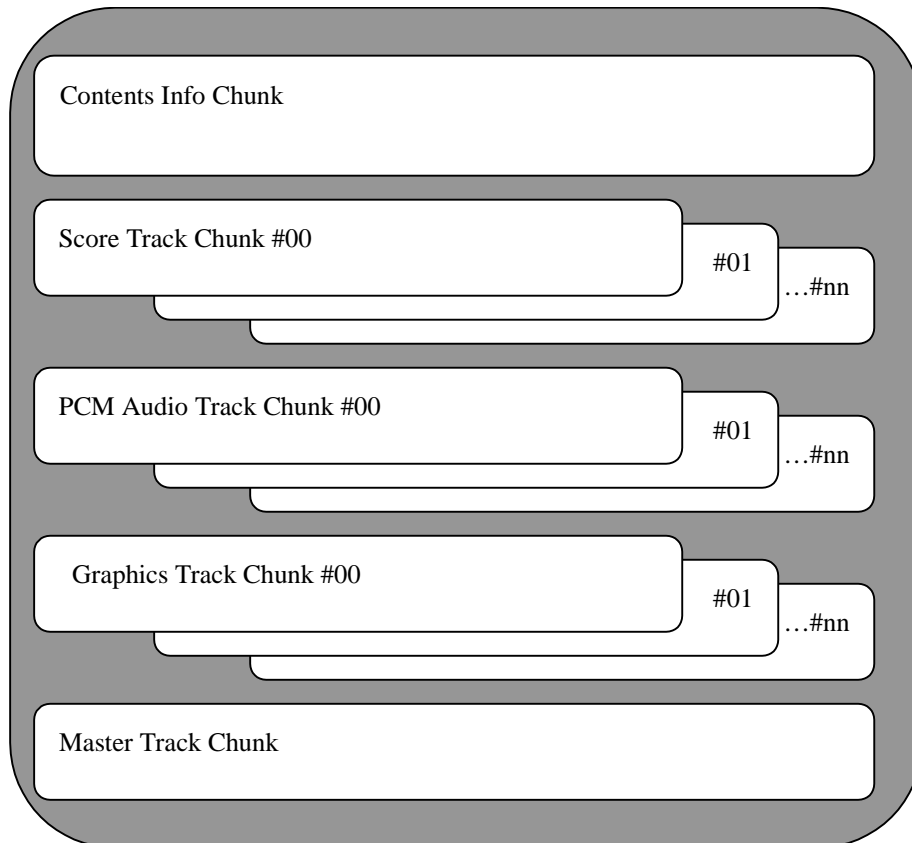 Contents Info Chunk
Score Track Chunk #00
#01
…#nn
PCM Audio Track Chunk #00
#01
…#nn
Graphics Track Chunk #00
#01
…#nn
Master Track Chunk